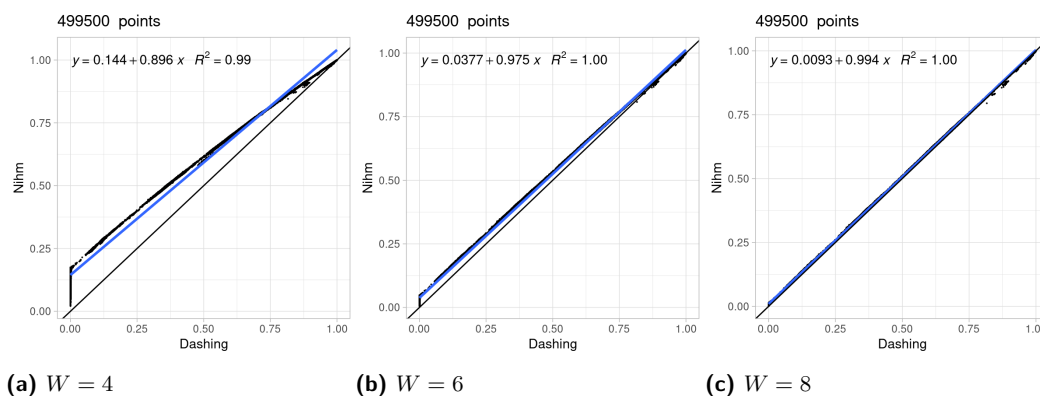 499500 points
y = 0.144 + 0.896 x R² = 0.99
1.00
0.75
0.50
0.25
0.00
Nihm
0.00 0.25 0.50 0.75 1.00
Dashing
(a) W = 4
499500 points
y = 0.0377 + 0.975 x R² = 1.00
1.00
0.75
0.50
0.25
0.00
Nihm
0.00 0.25 0.50 0.75 1.00
Dashing
(b) W = 6
499500 points
y = 0.0093 + 0.994 x R² = 1.00
1.00
0.75
0.50
0.25
0.00
Nihm
0.00 0.25 0.50 0.75 1.0
Dashing
(c) W = 8